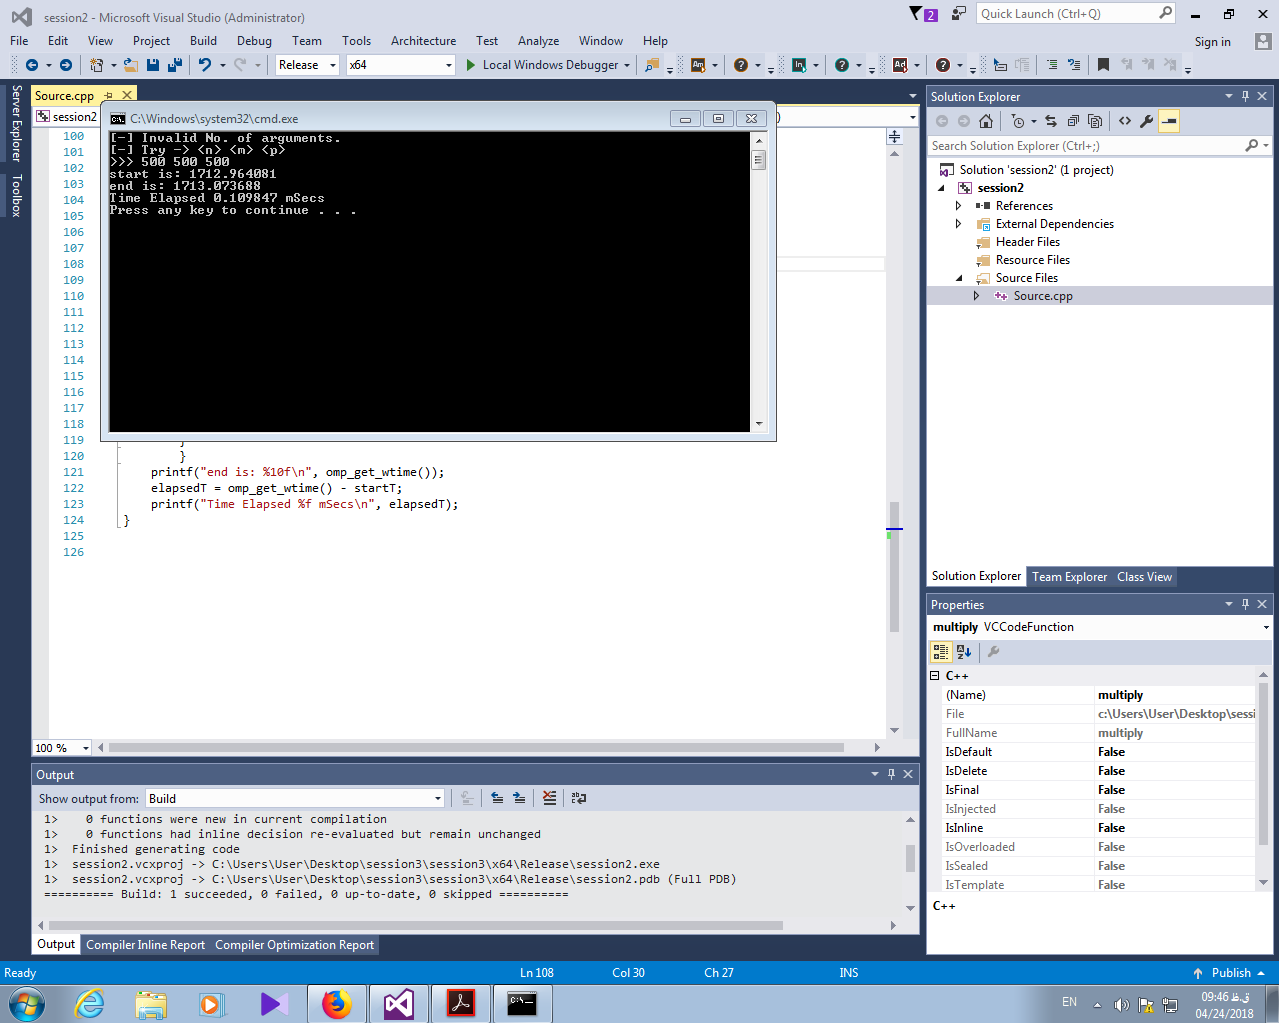 session2 - Microsoft Visual Studio (Administrator)
2
Quick Launch (Ctrl+Q)
File Edit View Project Build Debug Team Tools Architecture Test Analyze Window Help
Sign in
Release x64 Local Windows Debugger
Server Explorer
Toolbox
Source.cpp
session2
C:\Windows\system32\cmd.exe
[-] Invalid No. of arguments.
[-] Try -> <n> <m> <p>
>>> 500 500 500
start is: 1712.964081
end is: 1713.073688
Time Elapsed 0.109847 mSecs
Press any key to continue . . .
100
101
102
103
104
105
106
107
108
109
110
111
112
113
114
115
116
117
118
119 }
120 }
121 printf("end is: %10f\n", omp_get_wtime());
122 elapsedT = omp_get_wtime() - startT;
123 printf("Time Elapsed %f mSecs\n", elapsedT);
124 }
125
126
100 %
Solution Explorer
Search Solution Explorer (Ctrl+;)
Solution 'session2' (1 project)
session2
References
External Dependencies
Header Files
Resource Files
Source Files
Source.cpp
Solution Explorer Team Explorer Class View
Properties
multiply VCCodeFunction
C++
(Name) multiply
File c:\Users\User\Desktop\sessi
FullName multiply
IsDefault False
IsDelete False
IsFinal False
IsInjected False
IsInline False
IsOverloaded False
IsSealed False
IsTemplate False
C++
Output
Show output from: Build
1> 0 functions were new in current compilation
1> 0 functions had inline decision re-evaluated but remain unchanged
1> Finished generating code
1> session2.vcxproj -> C:\Users\User\Desktop\session3\session3\x64\Release\session2.exe
1> session2.vcxproj -> C:\Users\User\Desktop\session3\session3\x64\Release\session2.pdb (Full PDB)
========== Build: 1 succeeded, 0 failed, 0 up-to-date, 0 skipped ==========
Output Compiler Inline Report Compiler Optimization Report
Ready Ln 108 Col 30 Ch 27 INS Publish
EN
09:46 ق.ظ
04/24/2018